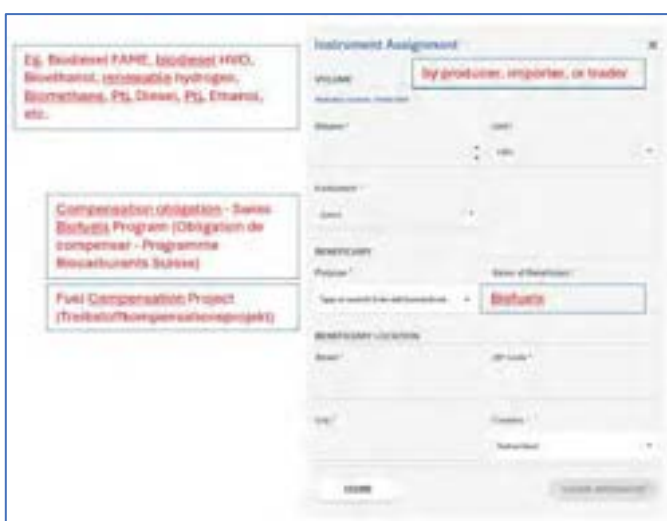 Eg. Biodiesel FAME, biodiesel HVO,
Bioethanol, renewable hydrogen,
Biomethane, PtL Diesel, PtL Etnanol,
etc.
Compensation obligation - Swiss
Biofuels Program (Obligation de
compenser - Programme
Biocarburants Suisse)
Fuel Compensation Project
(Treibstoffkompensationsprojekt)
Instrument Assignment
by producer, importer, or trader
VOLUME
Volume *
Unit *
Instrument *
BENEFICIARY
Purpose *
Name of Beneficiary *
Biofuels
BENEFICIARY LOCATION
Street *
ZIP code *
City *
Country *
Switzerland
CLOSE